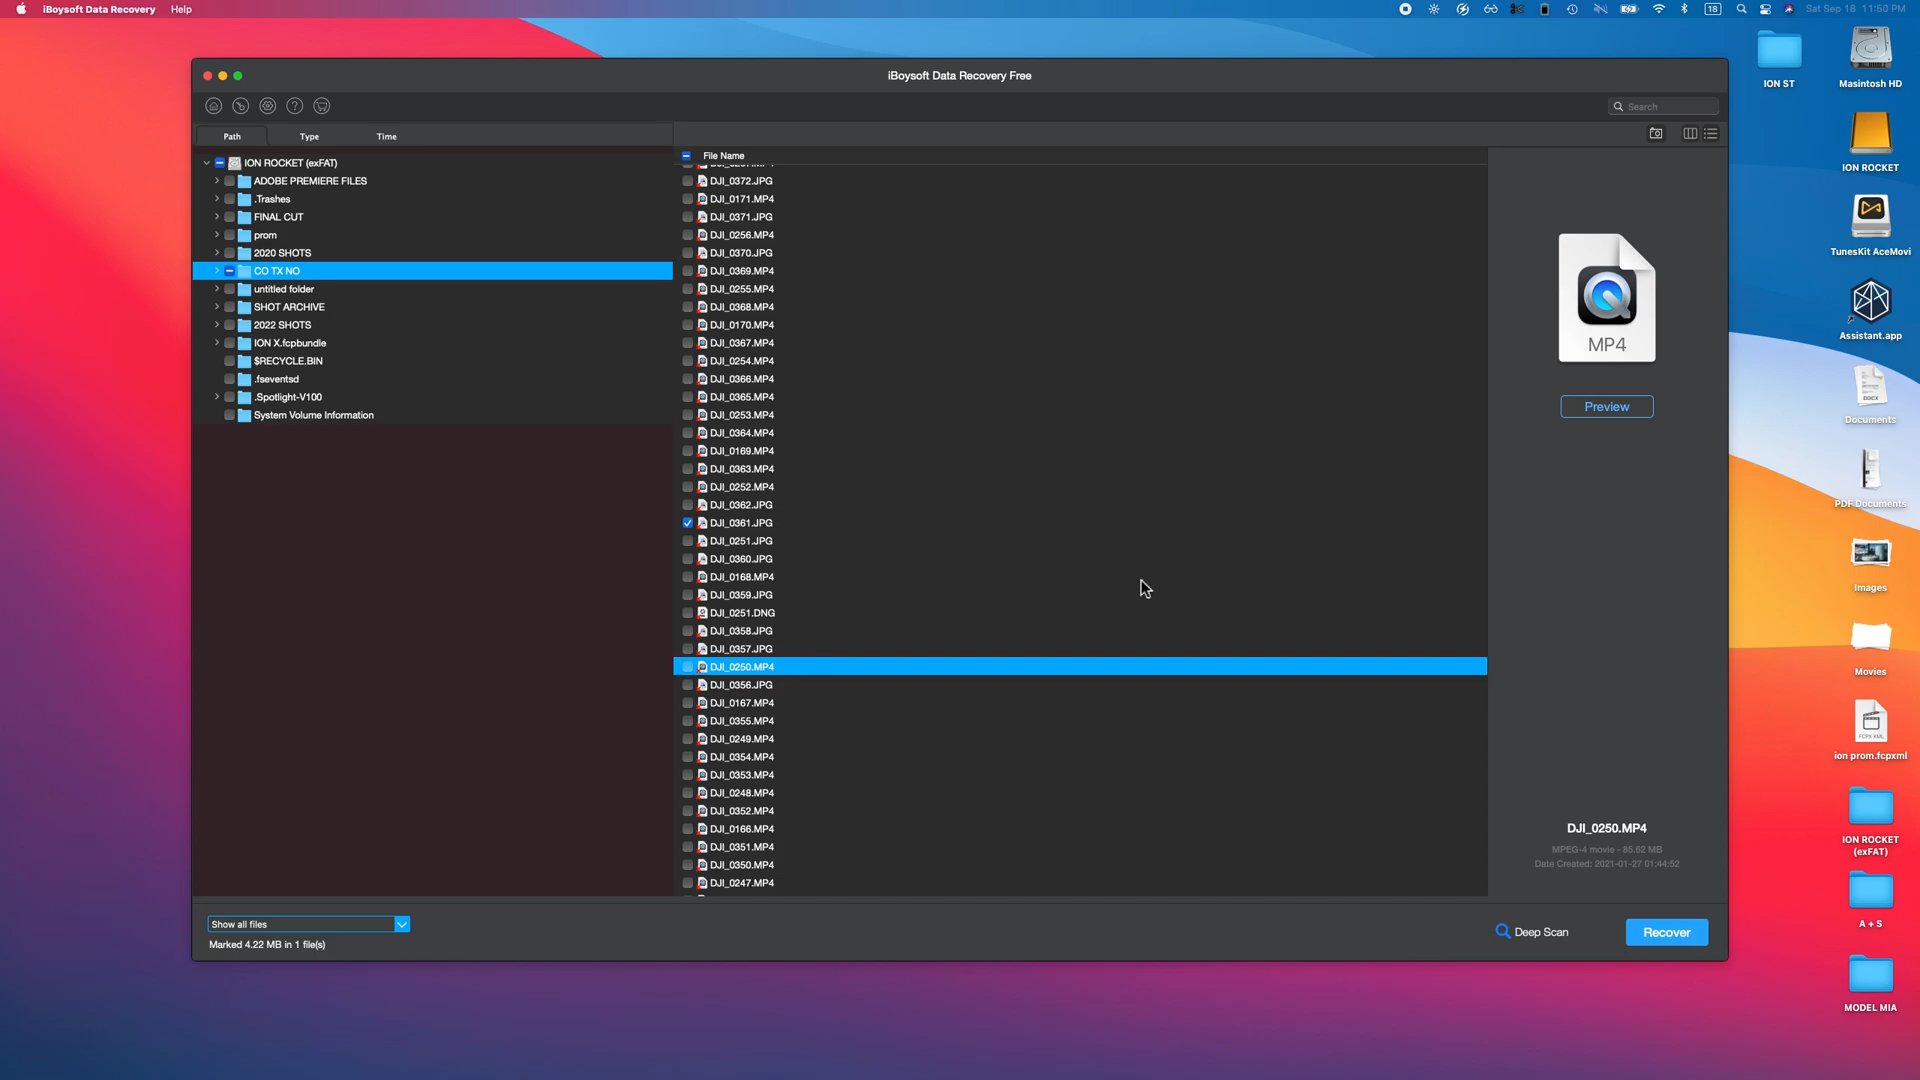 iBoysoft Data Recovery Help
18 Sat Sep 18 11:50 PM
iBoysoft Data Recovery Free
Search
Path Type Time
File Name
ION ROCKET (exFAT)
ADOBE PREMIERE FILES
.Trashes
FINAL CUT
prom
2020 SHOTS
CO TX NO
untitled folder
SHOT ARCHIVE
2022 SHOTS
ION X.fcpbundle
$RECYCLE.BIN
.fseventsd
.Spotlight-V100
System Volume Information
DJI_0372.JPG
DJI_0171.MP4
DJI_0371.JPG
DJI_0256.MP4
DJI_0370.JPG
DJI_0369.MP4
DJI_0255.MP4
DJI_0368.MP4
DJI_0170.MP4
DJI_0367.MP4
DJI_0254.MP4
DJI_0366.MP4
DJI_0365.MP4
DJI_0253.MP4
DJI_0364.MP4
DJI_0169.MP4
DJI_0363.MP4
DJI_0252.MP4
DJI_0362.JPG
DJI_0361.JPG
DJI_0251.JPG
DJI_0360.JPG
DJI_0168.MP4
DJI_0359.JPG
DJI_0251.DNG
DJI_0358.JPG
DJI_0357.JPG
DJI_0250.MP4
DJI_0356.JPG
DJI_0167.MP4
DJI_0355.MP4
DJI_0249.MP4
DJI_0354.MP4
DJI_0353.MP4
DJI_0248.MP4
DJI_0352.MP4
DJI_0166.MP4
DJI_0351.MP4
DJI_0350.MP4
DJI_0247.MP4
MP4
Preview
DJI_0250.MP4
MPEG-4 movie - 85.62 MB
Date Created: 2021-01-27 01:44:52
Show all files
Marked 4.22 MB in 1 file(s)
Deep Scan
Recover
ION ST
Masintosh HD
ION ROCKET
TunesKit AceMovi
Assistant.app
DOCX
Documents
PDF Documents
Images
Movies
FCPX XML
ion prom.fcpxml
ION ROCKET
(exFAT)
A + S
MODEL MIA